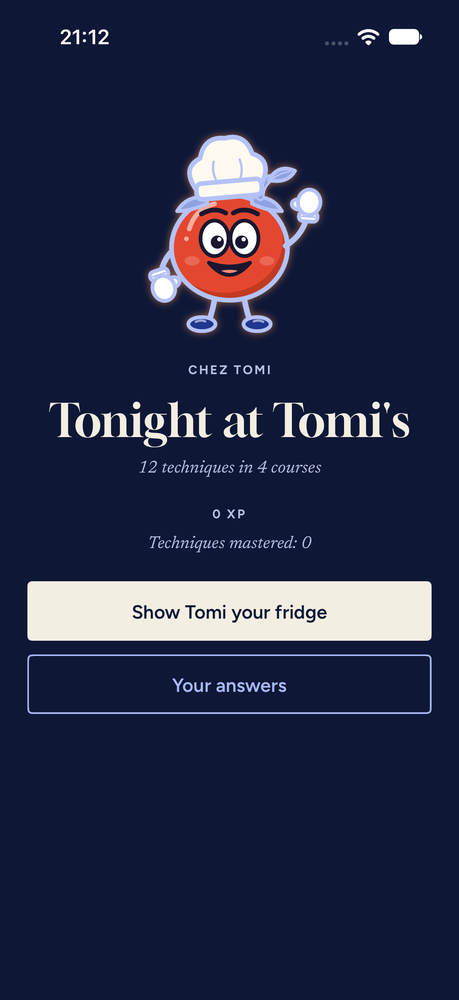 21:12
CHEZ TOMI
Tonight at Tomi's
12 techniques in 4 courses
0 XP
Techniques mastered: 0
Show Tomi your fridge
Your answers